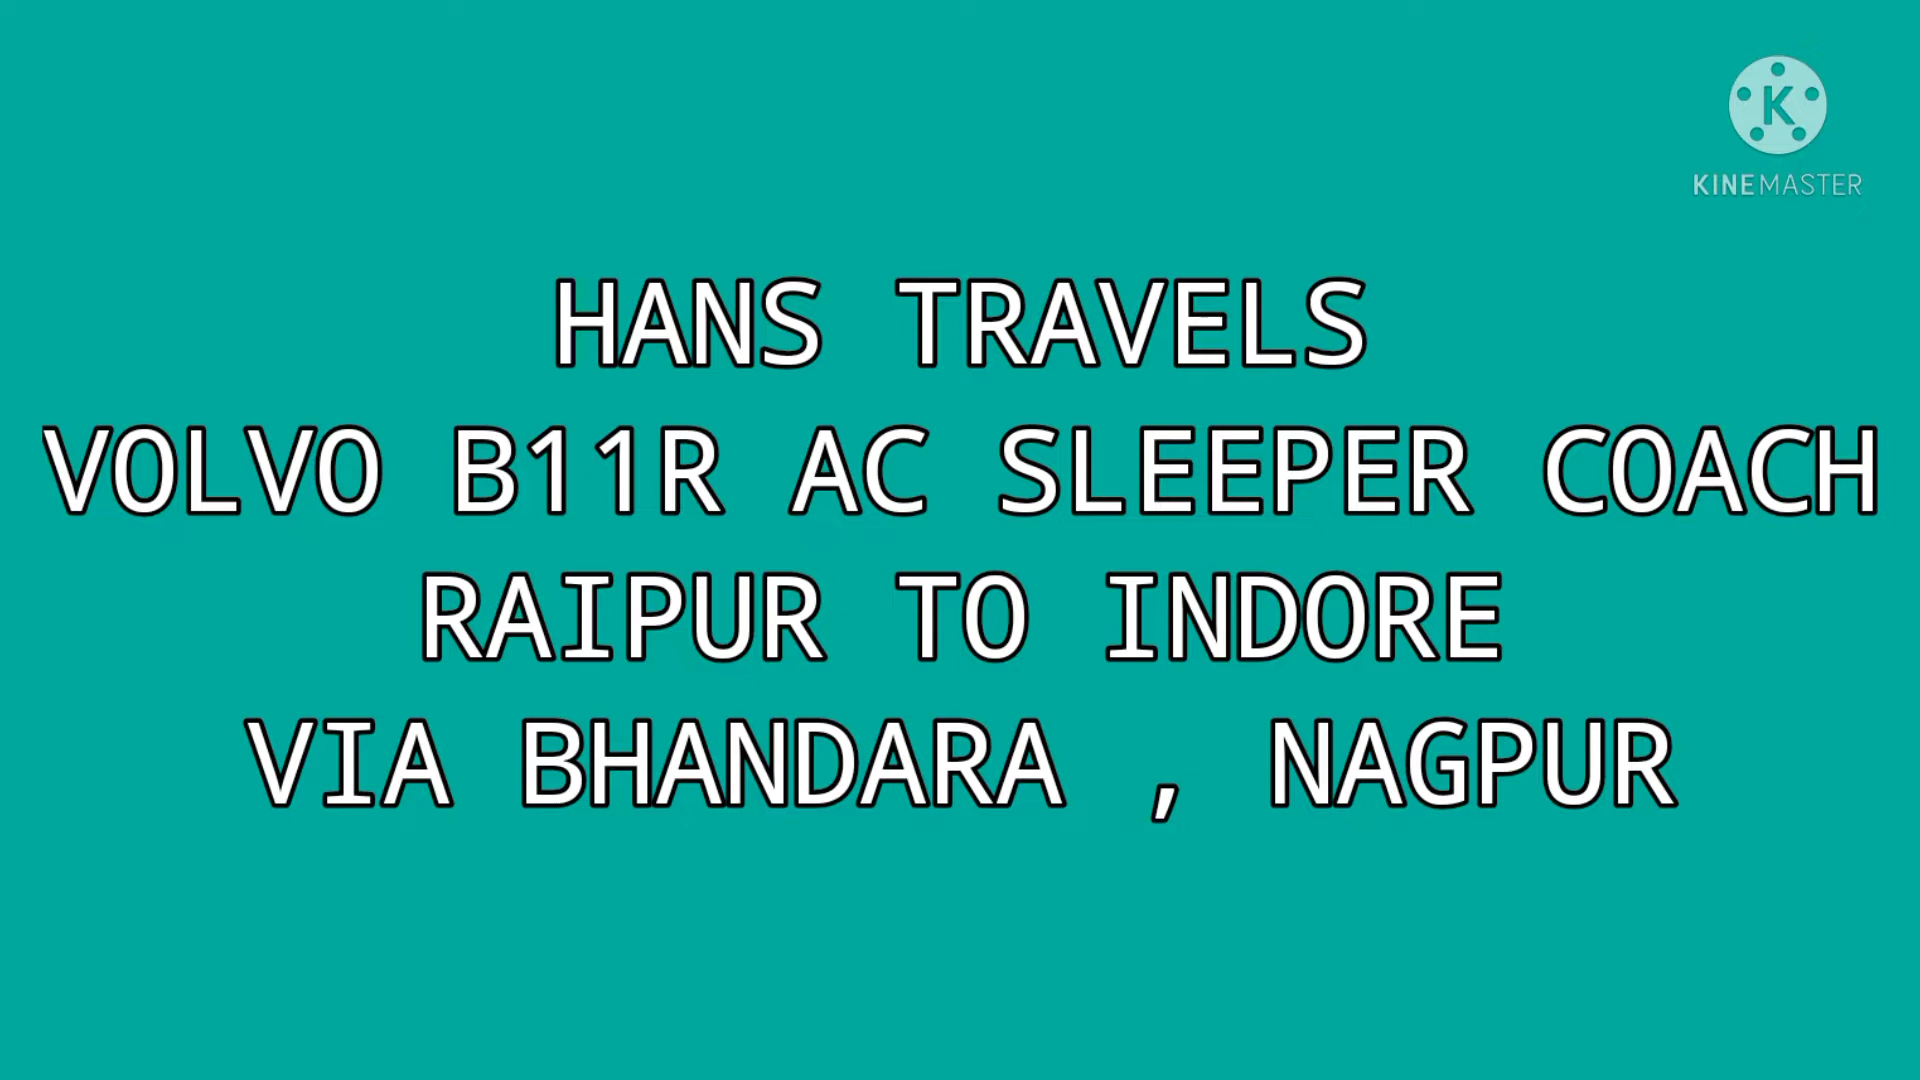 K
KINEMASTER
HANS TRAVELS
VOLVO B11R AC SLEEPER COACH
RAIPUR TO INDORE
VIA BHANDARA , NAGPUR